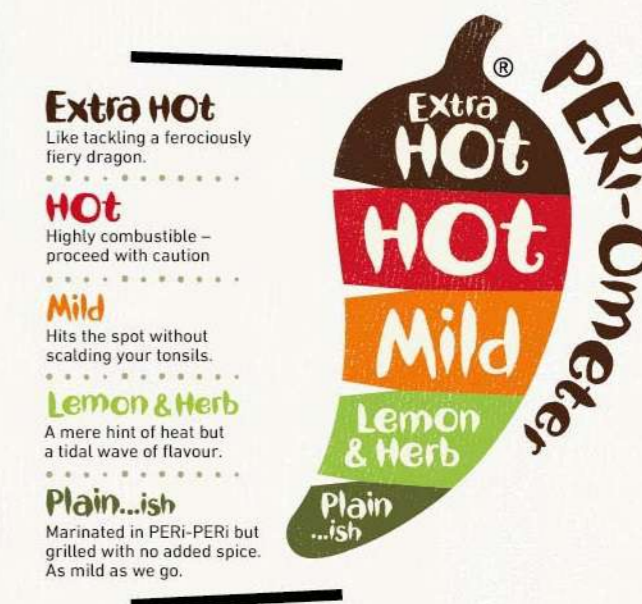 Extra HOt
Like tackling a ferociously
fiery dragon.
HOt
Highly combustible –
proceed with caution
Mild
Hits the spot without
scalding your tonsils.
Lemon & Herb
A mere hint of heat but
a tidal wave of flavour.
Plain...ish
Marinated in PERi-PERi but
grilled with no added spice.
As mild as we go.
®
Extra
HOt
HOt
Mild
Lemon
& Herb
Plain
...ish
PERi-Ometer